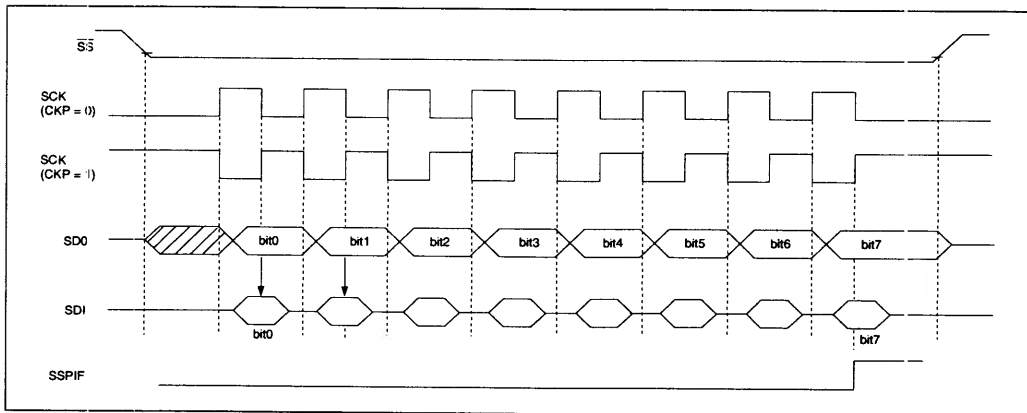 SS
SCK
(CKP = 0)
SCK
(CKP = 1)
SD0
bit0 bit1 bit2 bit3 bit4 bit5 bit6 bit7
SDI
bit0 bit7
SSPIF